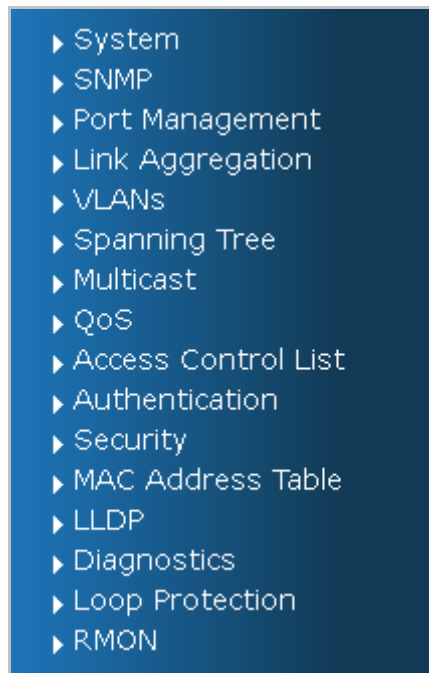 System
SNMP
Port Management
Link Aggregation
VLANs
Spanning Tree
Multicast
QoS
Access Control List
Authentication
Security
MAC Address Table
LLDP
Diagnostics
Loop Protection
RMON